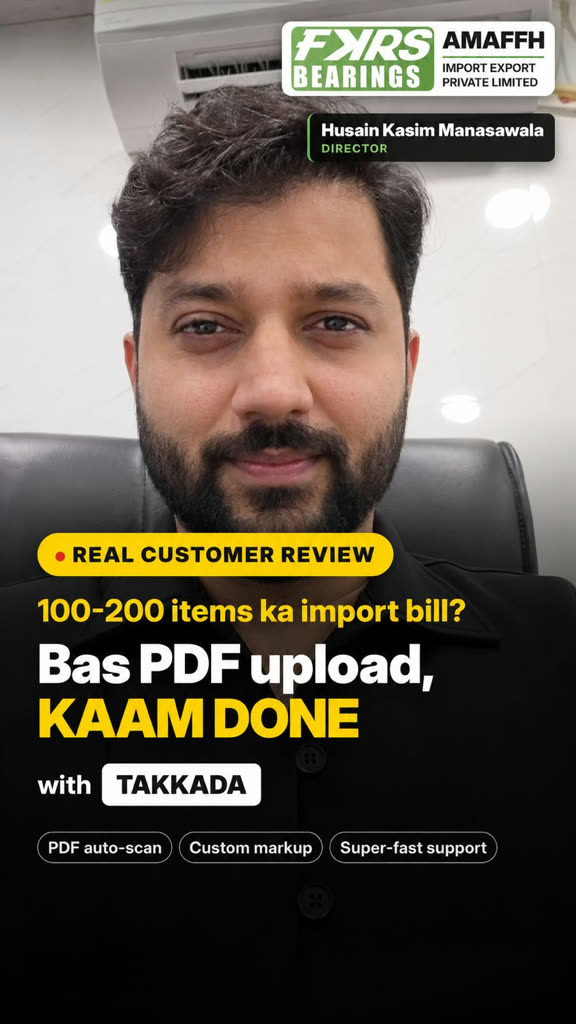 FKRS
BEARINGS
AMAFFH
IMPORT EXPORT
PRIVATE LIMITED
Husain Kasim Manasawala
DIRECTOR
REAL CUSTOMER REVIEW
100-200 items ka import bill?
Bas PDF upload,
KAAM DONE
with TAKKADA
PDF auto-scan Custom markup Super-fast support